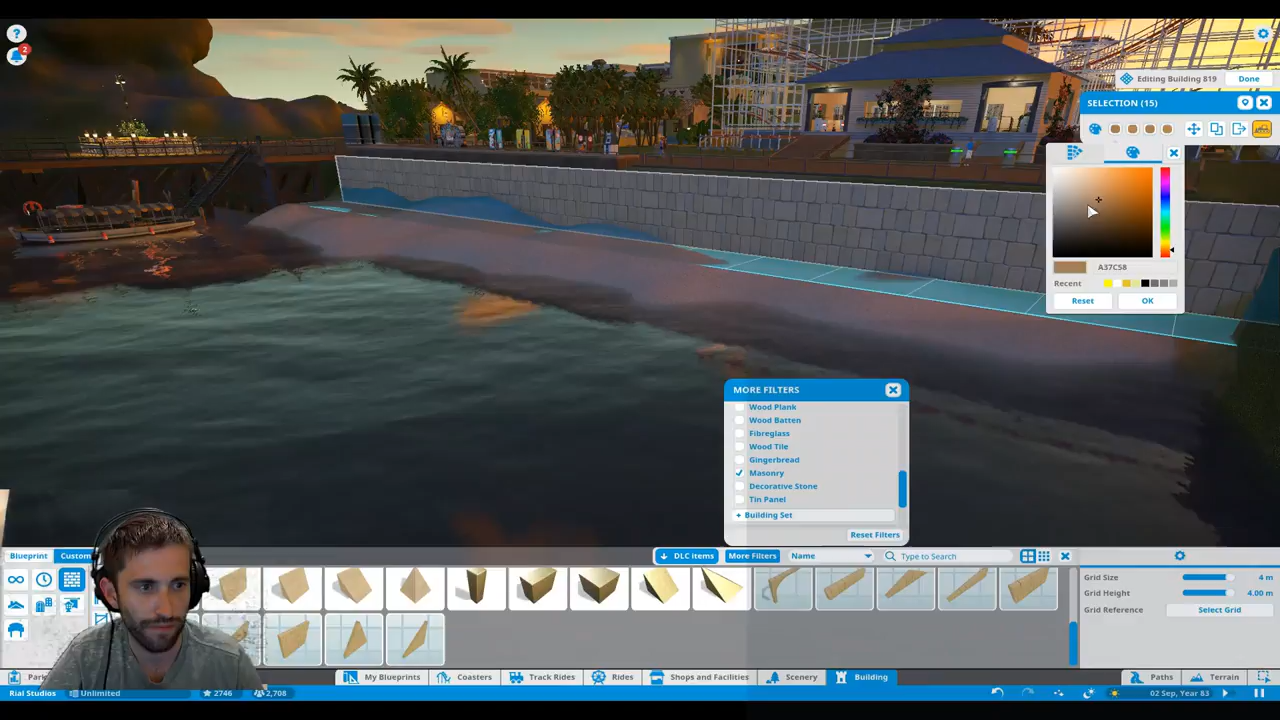 ?
2
Editing Building 819 Done
SELECTION (15)
A37C58
Recent
Reset OK
MORE FILTERS
Wood Plank
Wood Batten
Fibreglass
Wood Tile
Gingerbread
Masonry
Decorative Stone
Tin Panel
+ Building Set
Reset Filters
Blueprint Custom
DLC items More Filters Name Type to Search
Grid Size 4 m
Grid Height 4.00 m
Grid Reference Select Grid
My Blueprints Coasters Track Rides Rides Shops and Facilities Scenery Building Paths Terrain
Rial Studios Unlimited 2746 2,708 02 Sep, Year 83